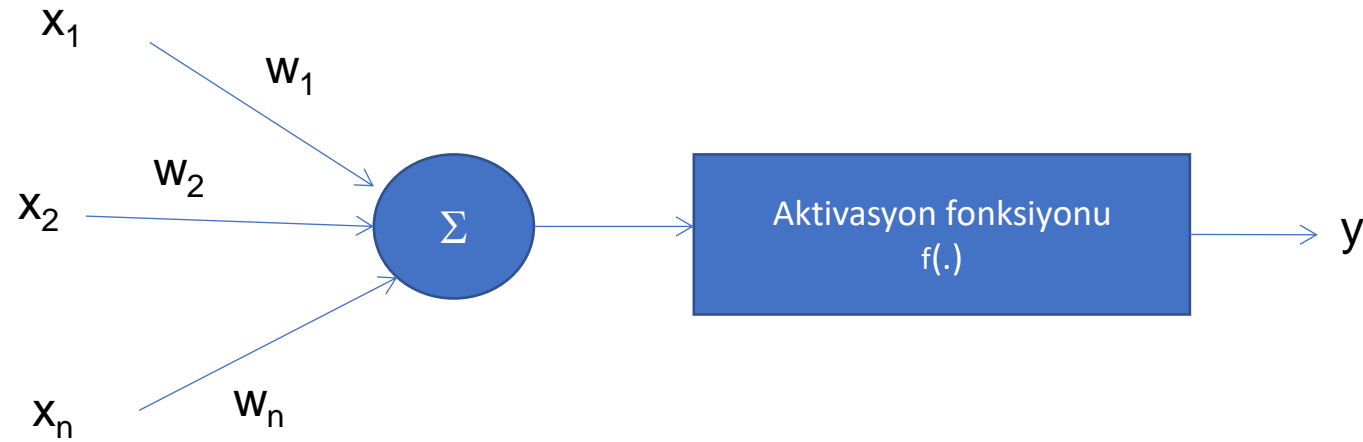 x₁
w₁
w₂
x₂
Σ
Aktivasyon fonksiyonu
f(.)
y
wₙ
xₙ